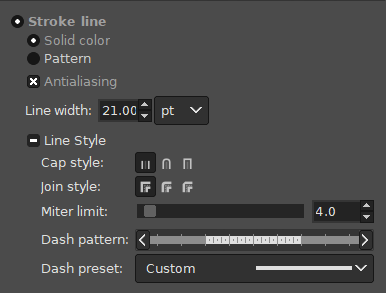 Stroke line
Solid color
Pattern
Antialiasing
Line width: 21.00 pt
Line Style
Cap style:
Join style:
Miter limit: 4.0
Dash pattern:
Dash preset: Custom